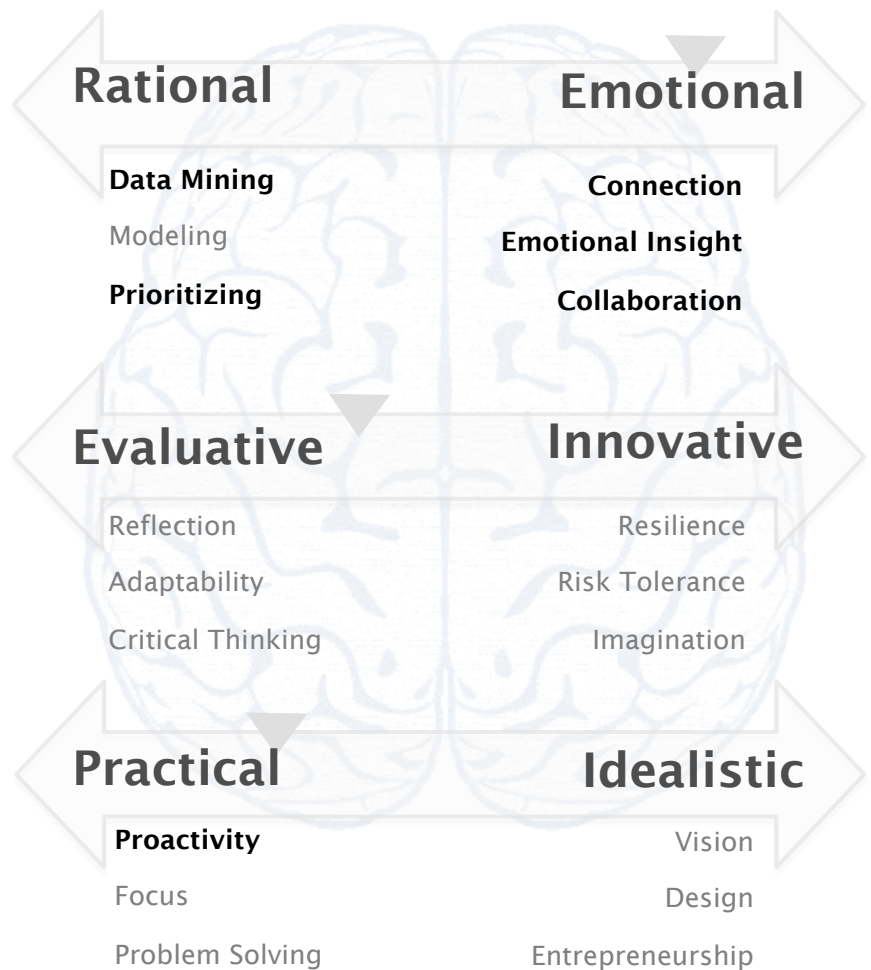 Rational Emotional
Data Mining Connection
Modeling Emotional Insight
Prioritizing Collaboration
Evaluative Innovative
Reflection Resilience
Adaptability Risk Tolerance
Critical Thinking Imagination
Practical Idealistic
Proactivity Vision
Focus Design
Problem Solving Entrepreneurship